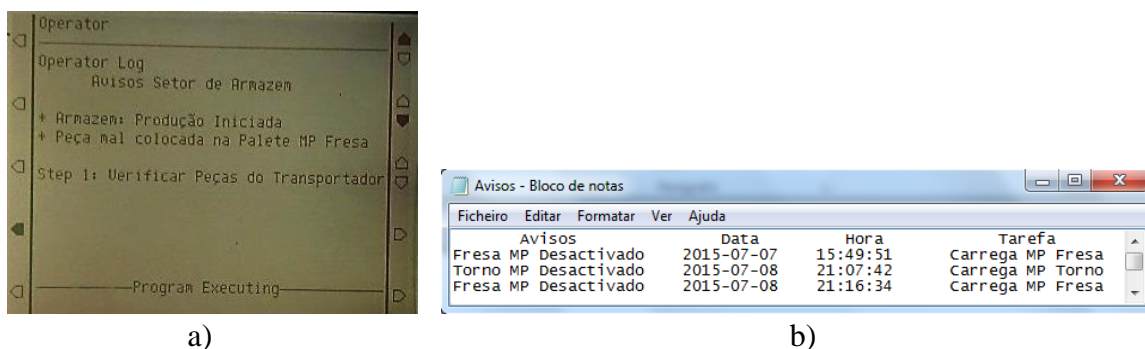 Operator
Operator Log
Avisos Setor de Armazem
+ Armazem: Produção Iniciada
+ Peça mal colocada na Palete MP Fresa
Step 1: Verificar Peças do Transportador
Program Executing
a)
Avisos - Bloco de notas
Ficheiro Editar Formatar Ver Ajuda
Avisos Data Hora Tarefa
Fresa MP Desactivado 2015-07-07 15:49:51 Carrega MP Fresa
Torno MP Desactivado 2015-07-08 21:07:42 Carrega MP Torno
Fresa MP Desactivado 2015-07-08 21:16:34 Carrega MP Fresa
b)